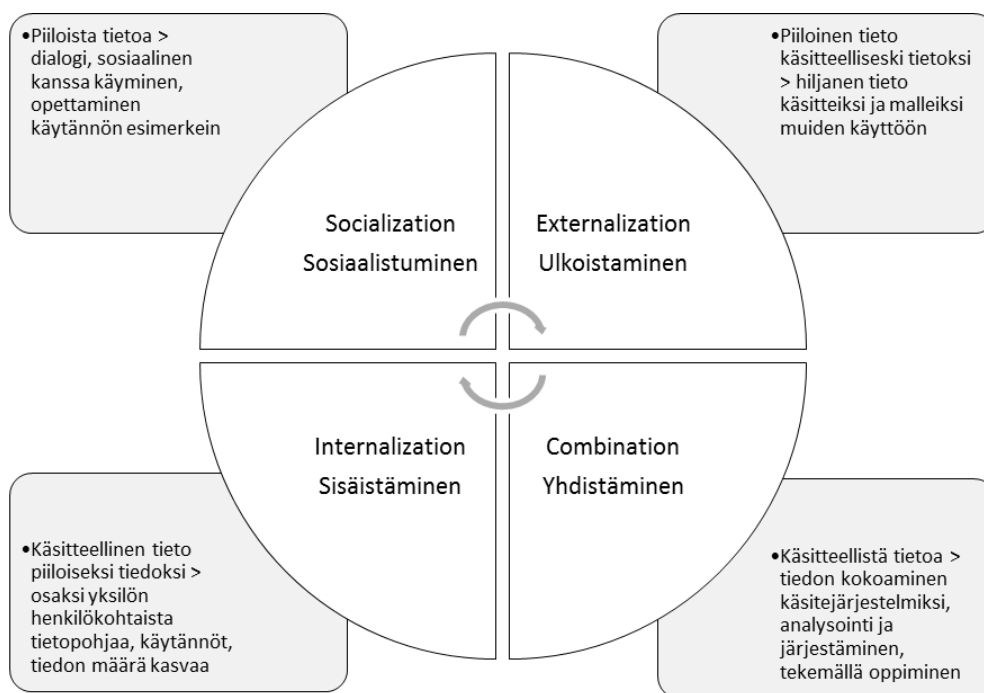 •Piiloista tietoa >
dialogi, sosiaalinen
kanssa käyminen,
opettaminen
käytännön esimerkein
•Piiloinen tieto
käsitteelliseski tietoksi
> hiljanen tieto
käsitteiksi ja malleiksi
muiden käyttöön
Socialization
Sosiaalistuminen
Externalization
Ulkoistaminen
Internalization
Sisäistäminen
Combination
Yhdistäminen
•Käsitteellinen tieto
piiloiseksi tiedoksi >
osaksi yksilön
henkilökohtaista
tietopohjaa, käytännöt,
tiedon määrä kasvaa
•Käsitteellistä tietoa >
tiedon kokoaminen
käsitejärjestelmiksi,
analysointi ja
järjestäminen,
tekemällä oppiminen